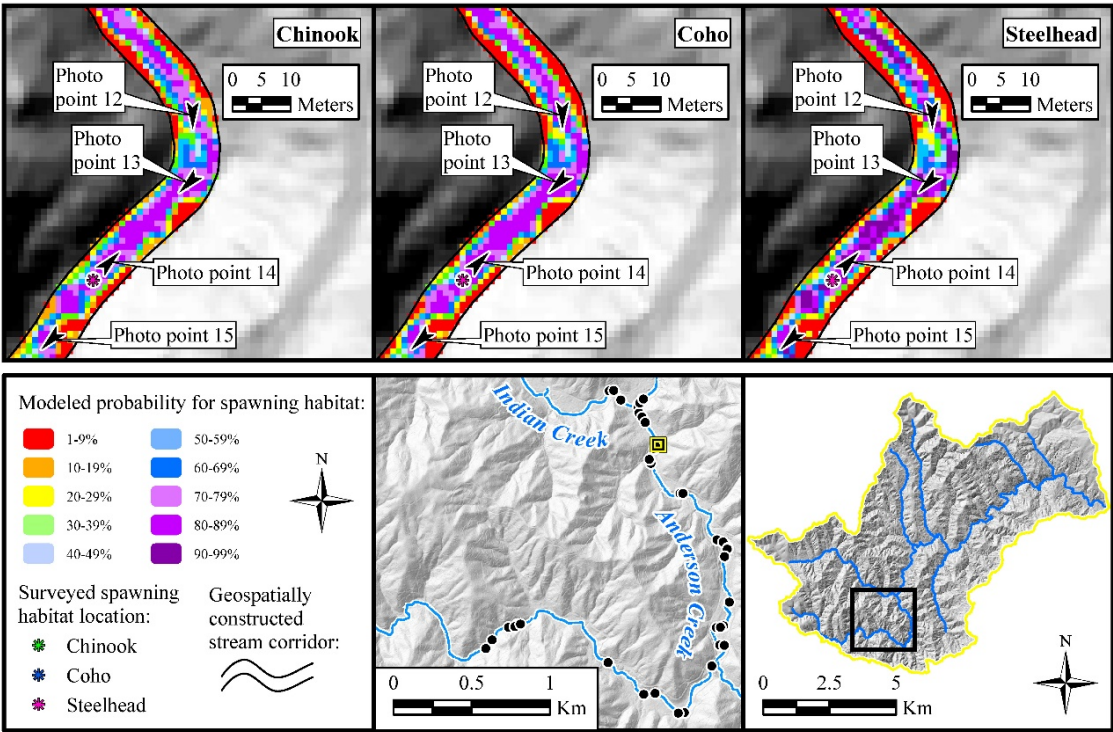 Chinook
0 5 10
Meters
Photo
point 12
Photo
point 13
Photo point 14
Photo point 15
Coho
0 5 10
Meters
Photo
point 12
Photo
point 13
Photo point 14
Photo point 15
Steelhead
0 5 10
Meters
Photo
point 12
Photo
point 13
Photo point 14
Photo point 15
Modeled probability for spawning habitat:
1-9%
10-19%
20-29%
30-39%
40-49%
50-59%
60-69%
70-79%
80-89%
90-99%
N
Surveyed spawning
habitat location:
Chinook
Coho
Steelhead
Geospatially
constructed
stream corridor:
Indian Creek
Anderson Creek
0 0.5 1
Km
0 2.5 5
Km
N